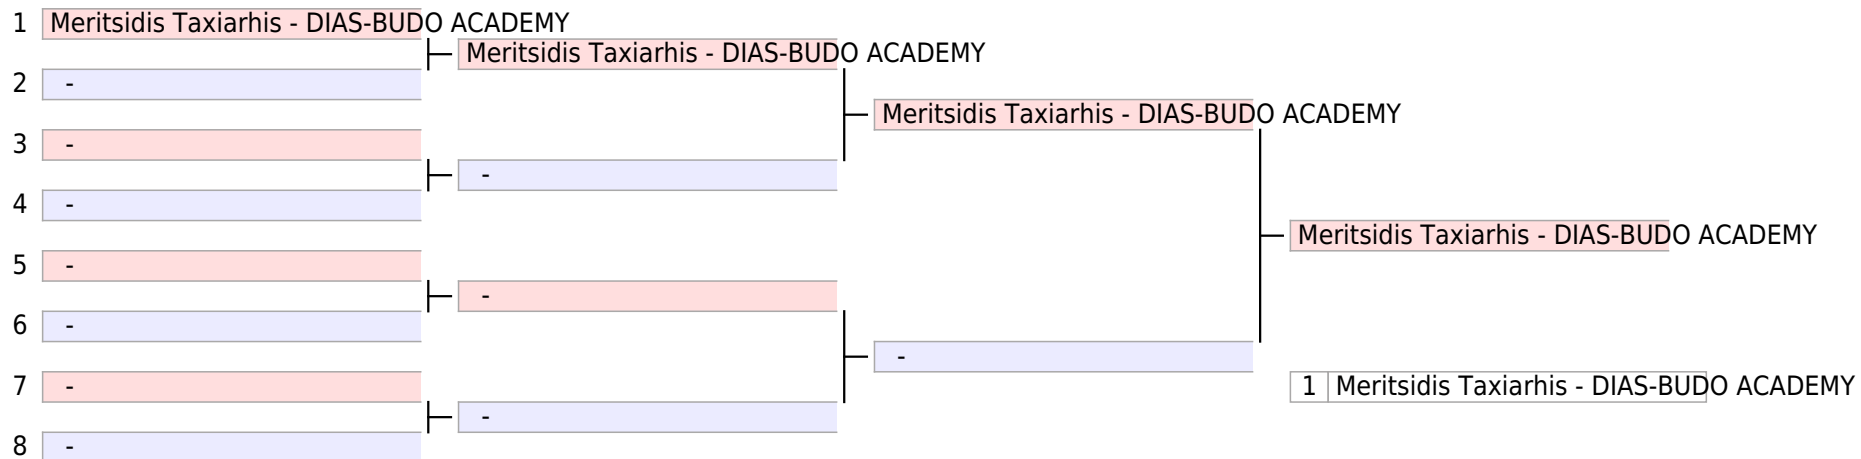 1 Meritsidis Taxiarhis - DIAS-BUDO ACADEMY
Meritsidis Taxiarhis - DIAS-BUDO ACADEMY
2 -
Meritsidis Taxiarhis - DIAS-BUDO ACADEMY
3 -
-
4 -
Meritsidis Taxiarhis - DIAS-BUDO ACADEMY
5 -
-
6 -
-
7 -
1 Meritsidis Taxiarhis - DIAS-BUDO ACADEMY
-
8 -